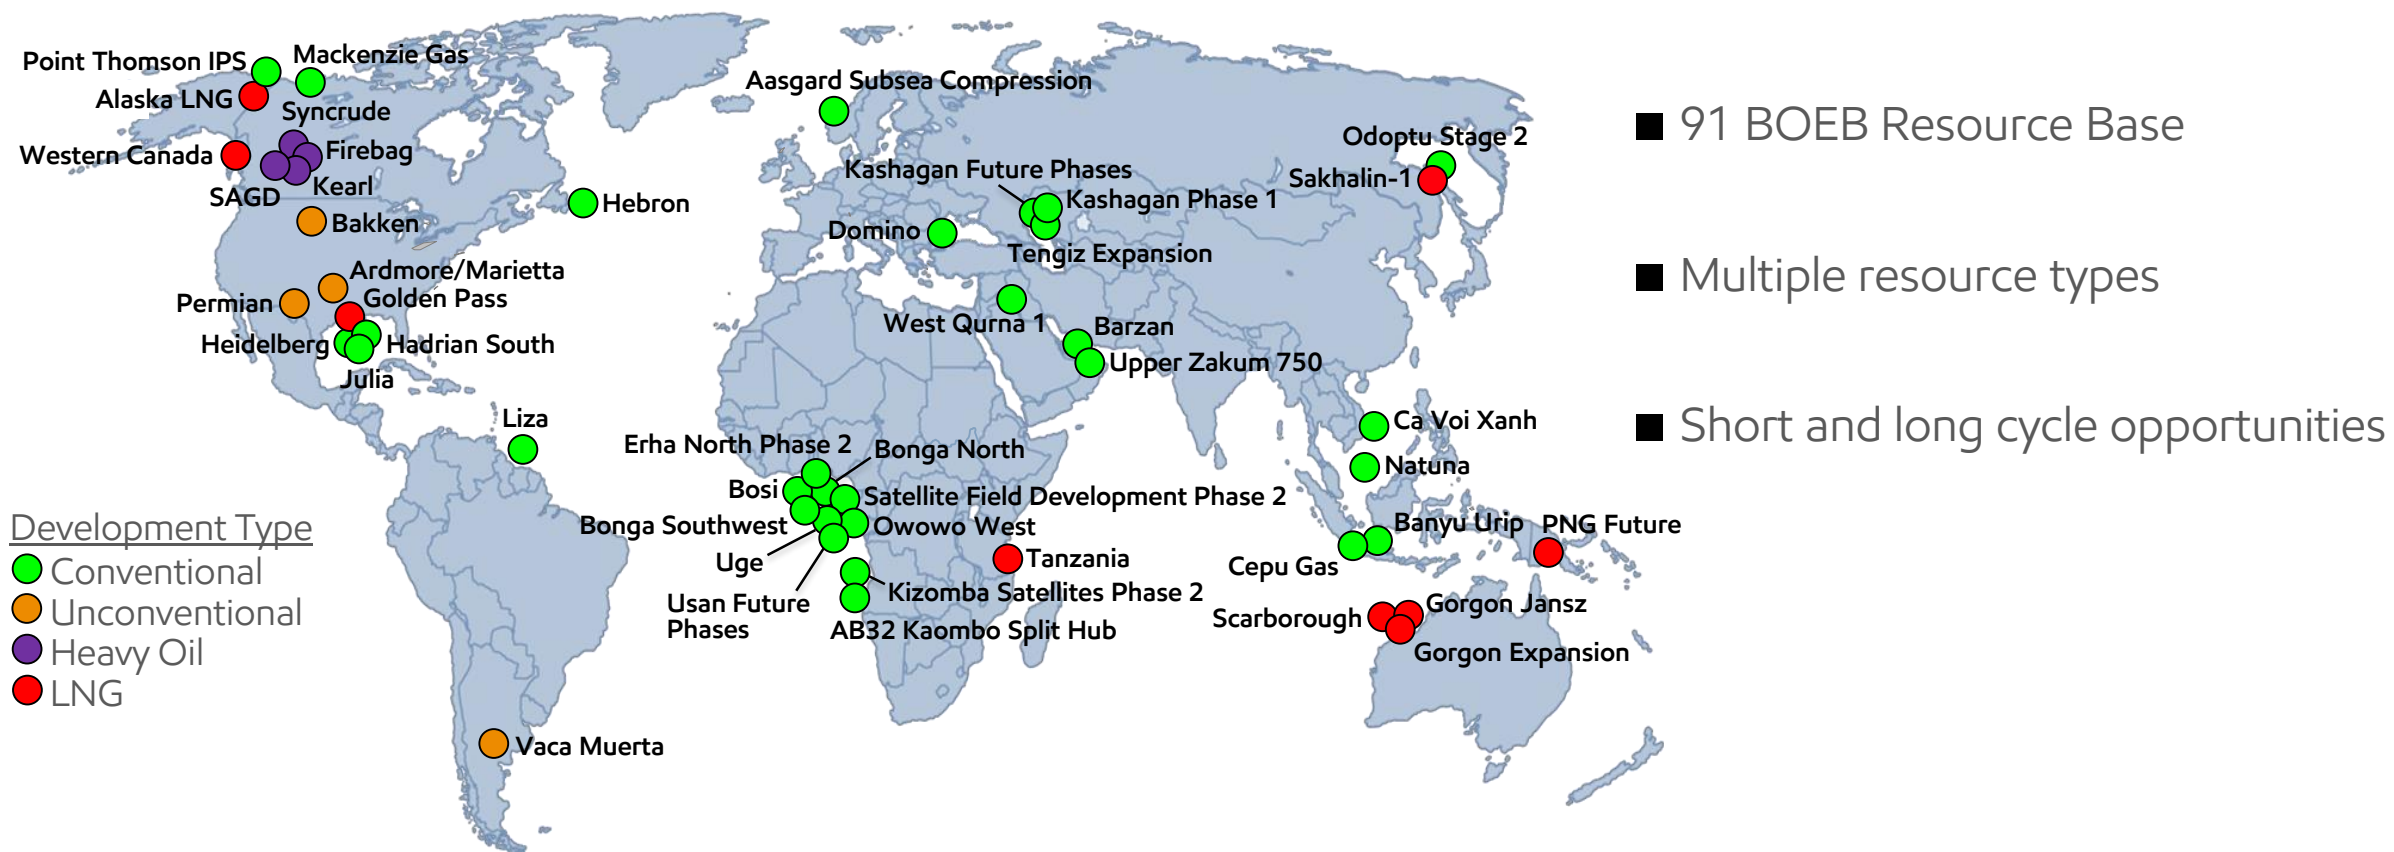 Point Thomson IPS
Mackenzie Gas
Alaska LNG
Syncrude
Western Canada
Firebag
Kearl
SAGD
Bakken
Hebron
Ardmore/Marietta
Golden Pass
Permian
Heidelberg
Hadrian South
Julia
Liza
Vaca Muerta
Aasgard Subsea Compression
Kashagan Future Phases
Kashagan Phase 1
Domino
Tengiz Expansion
West Qurna 1
Barzan
Upper Zakum 750
Odoptu Stage 2
Sakhalin-1
Erha North Phase 2
Bonga North
Bosi
Satellite Field Development Phase 2
Bonga Southwest
Owowo West
Uge
Tanzania
Usan Future
Phases
Kizomba Satellites Phase 2
AB32 Kaombo Split Hub
Ca Voi Xanh
Natuna
Banyu Urip
PNG Future
Cepu Gas
Scarborough
Gorgon Jansz
Gorgon Expansion
Development Type
Conventional
Unconventional
Heavy Oil
LNG
91 BOEB Resource Base
Multiple resource types
Short and long cycle opportunities